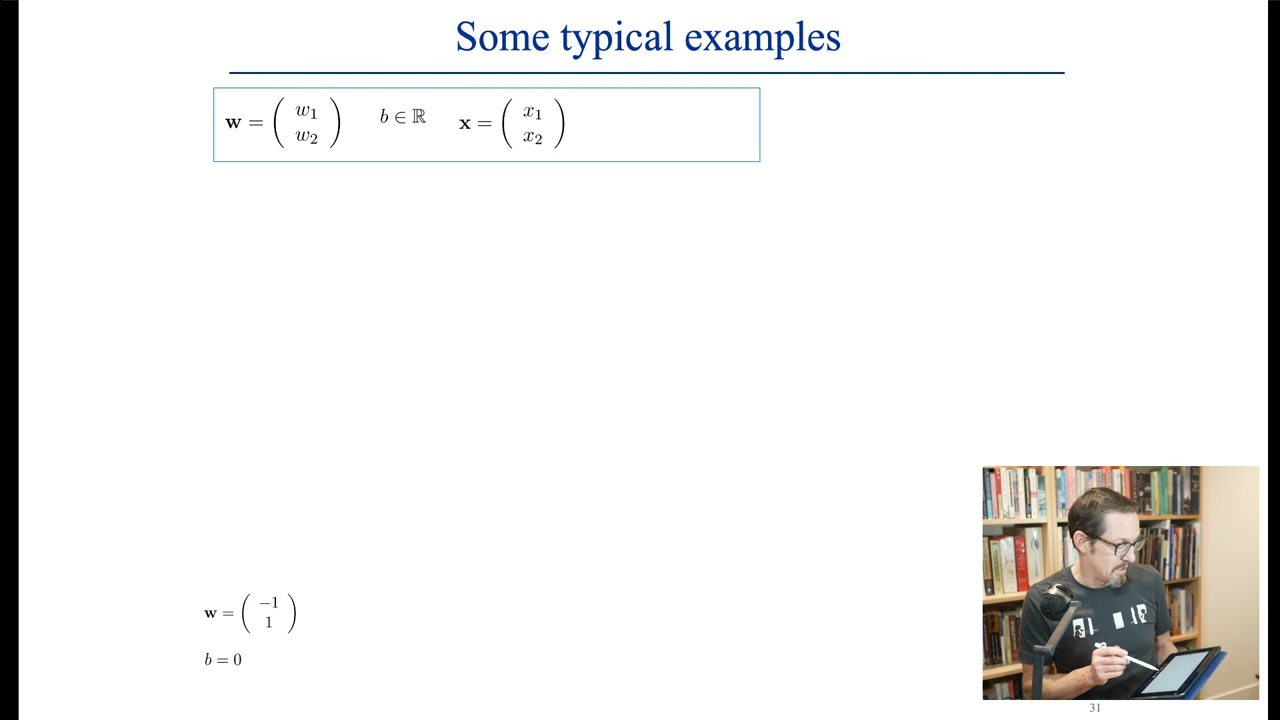 Some typical examples
w = ( w₁ w₂ ) b ∈ ℝ x = ( x₁ x₂ )
w = ( −1 1 )
b = 0
31